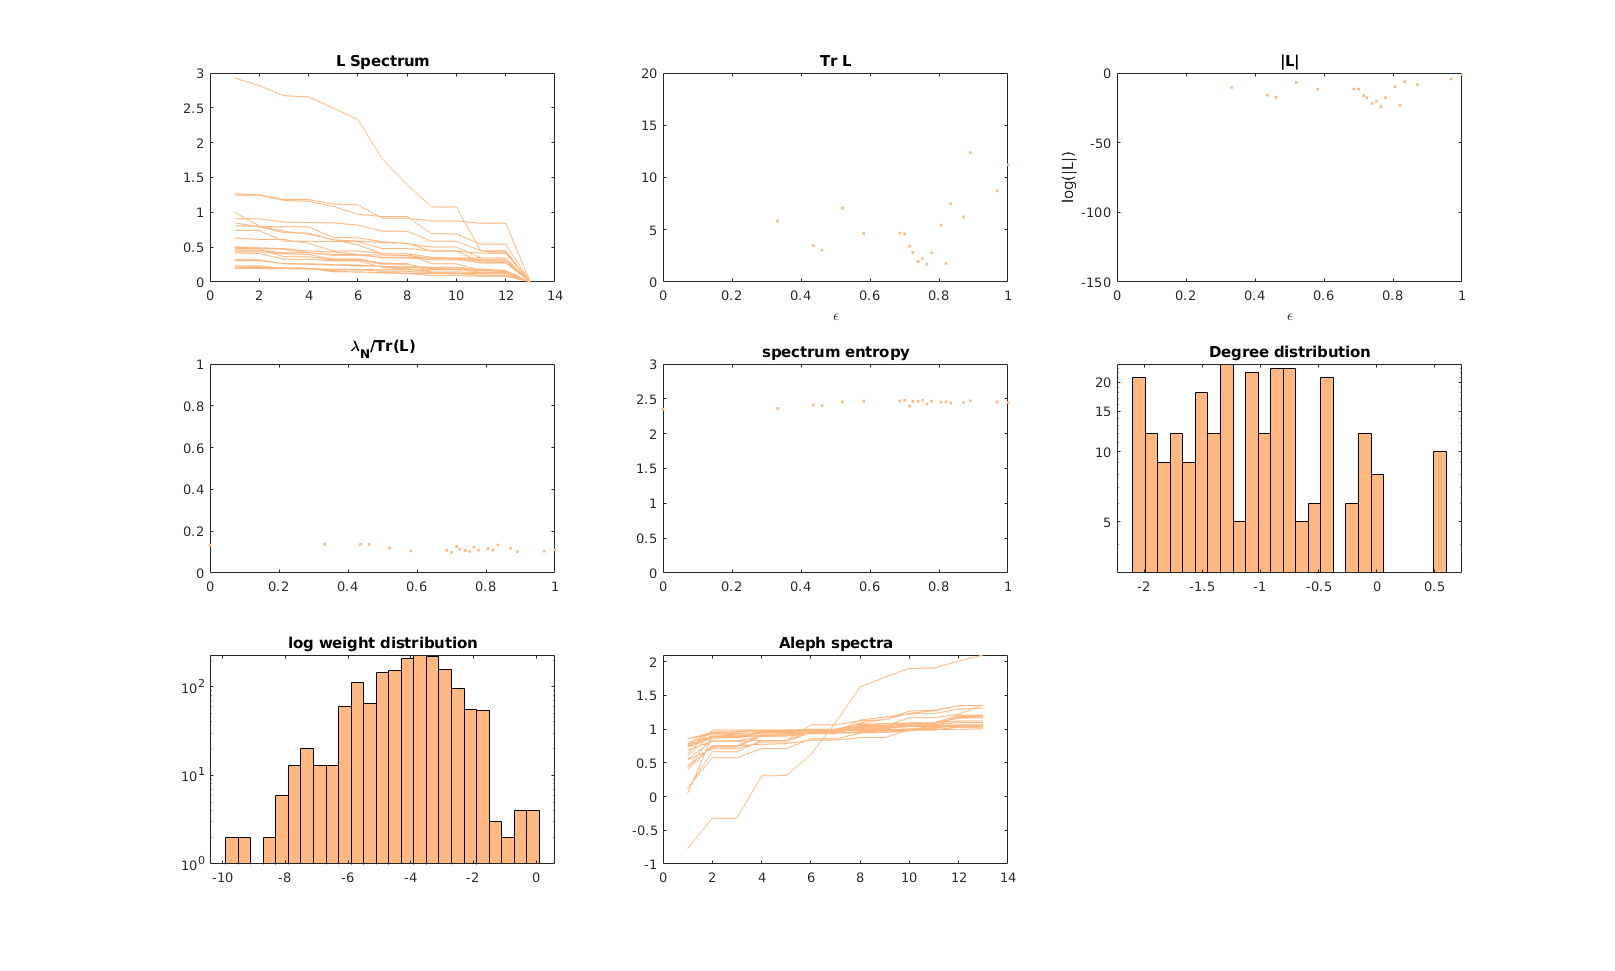 L Spectrum
3
2.5
2
1.5
1
0.5
0
0 2 4 6 8 10 12 14
Tr L
20
15
10
5
0
0 0.2 0.4 0.6 0.8 1
ϵ
|L|
log(|L|)
0
-50
-100
-150
0 0.2 0.4 0.6 0.8 1
ϵ
λN/Tr(L)
1
0.8
0.6
0.4
0.2
0
0 0.2 0.4 0.6 0.8 1
spectrum entropy
3
2.5
2
1.5
1
0.5
0
0 0.2 0.4 0.6 0.8 1
Degree distribution
20
15
10
5
-2 -1.5 -1 -0.5 0 0.5
log weight distribution
10^2
10^1
10^0
-10 -8 -6 -4 -2 0
Aleph spectra
2
1.5
1
0.5
0
-0.5
-1
0 2 4 6 8 10 12 14